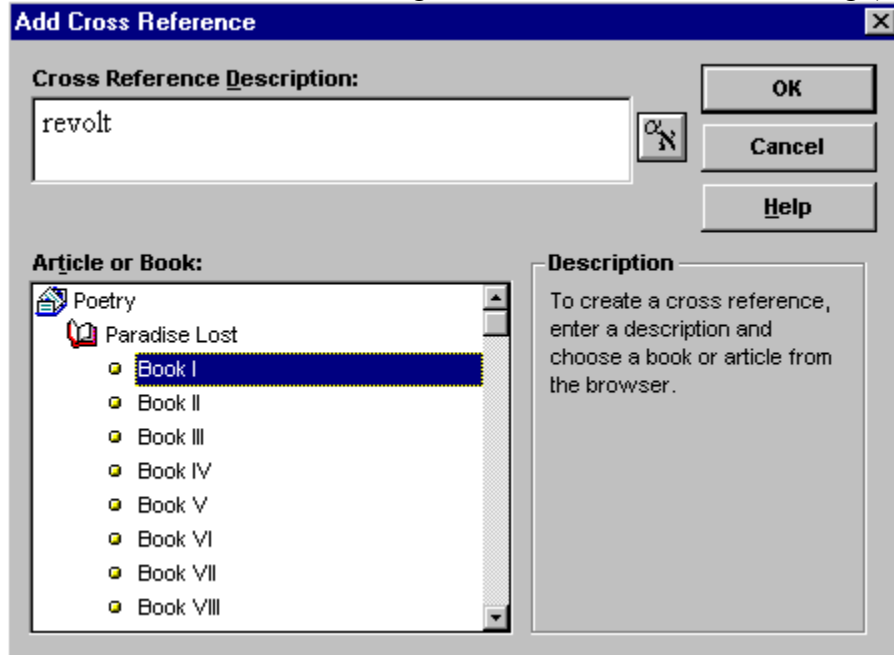 Add Cross Reference
Cross Reference Description:
revolt
α א
OK
Cancel
Help
Article or Book:
Poetry
Paradise Lost
Book I
Book II
Book III
Book IV
Book V
Book VI
Book VII
Book VIII
Description
To create a cross reference,
enter a description and
choose a book or article from
the browser.